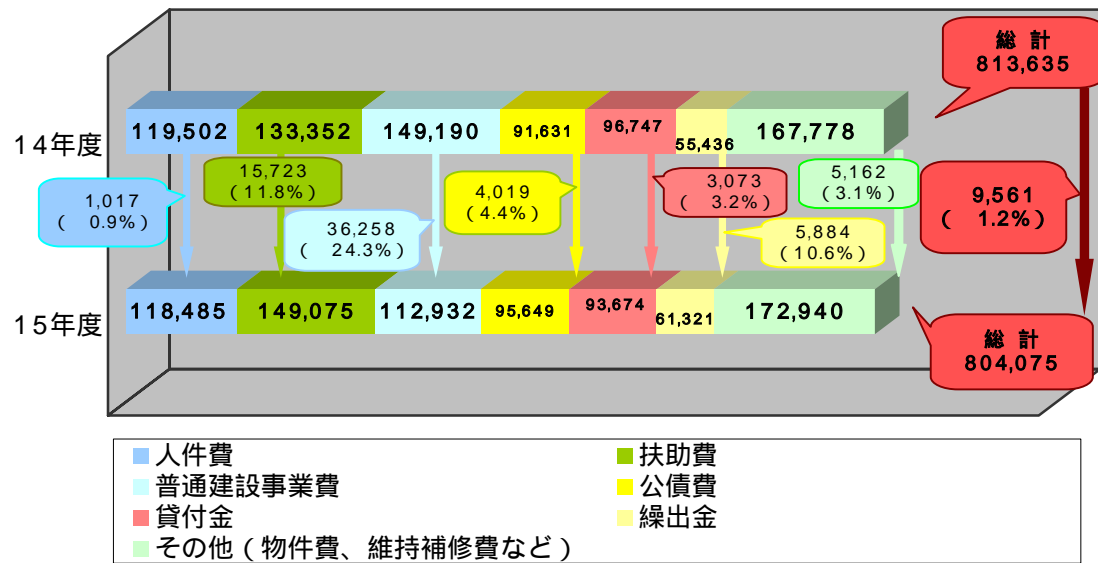 総 計
813,635
14年度
119,502
133,352
149,190
91,631
96,747
55,436
167,778
1,017
( 0.9%)
15,723
(11.8%)
36,258
( 24.3%)
4,019
(4.4%)
3,073
( 3.2%)
5,884
(10.6%)
5,162
(3.1%)
9,561
( 1.2%)
15年度
118,485
149,075
112,932
95,649
93,674
61,321
172,940
総 計
804,075
人件費
扶助費
普通建設事業費
公債費
貸付金
繰出金
その他(物件費、維持補修費など)